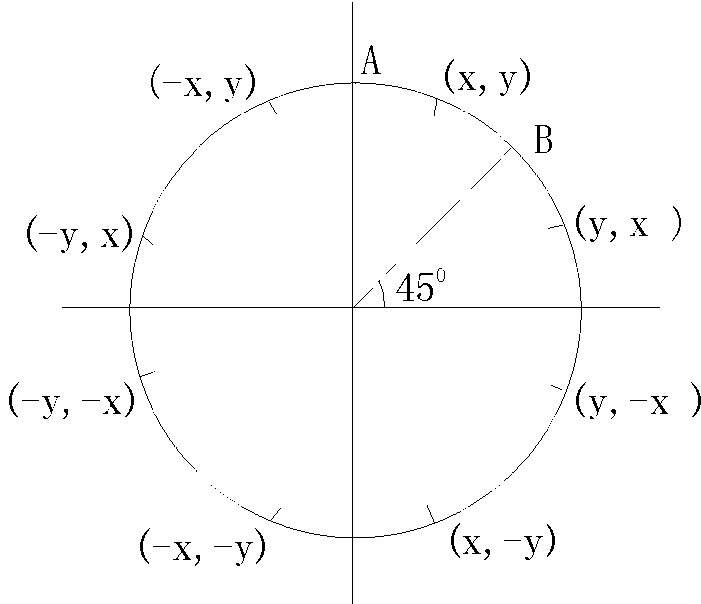 A
(-x, y)
(x, y)
B
(-y, x)
(y, x )
45⁰
(-y, -x)
(y, -x )
(-x, -y)
(x, -y)